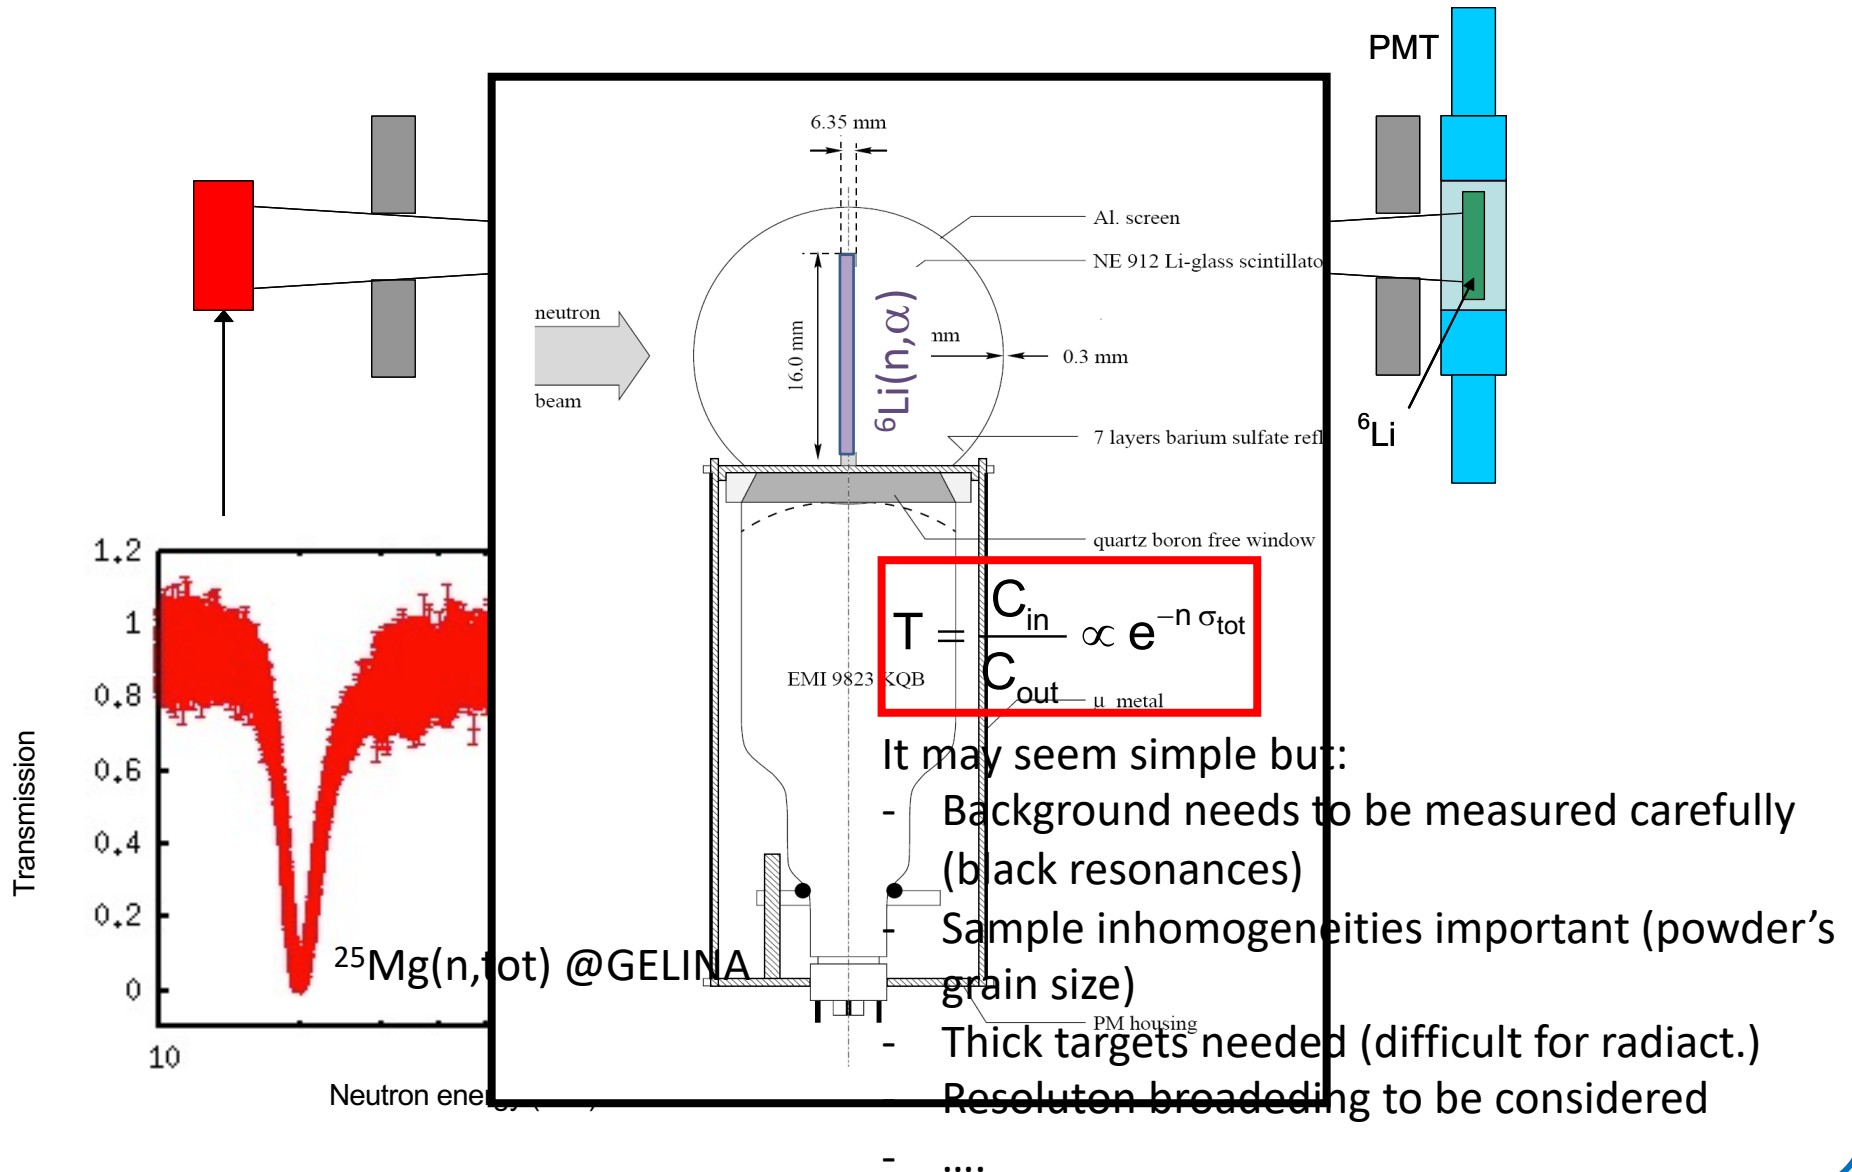 PMT
6.35 mm
Al. screen
NE 912 Li-glass scintillato
neutron
beam
16.0 mm
⁶Li(n,α)
mm
0.3 mm
7 layers barium sulfate refl
⁶Li
quartz boron free window
T = C_in / C_out ∝ e^(−n σ_tot)
EMI 9823 KQB
μ metal
1.2
1
0.8
0.6
0.4
0.2
0
10
Transmission
²⁵Mg(n,tot) @GELINA
Neutron energy
It may seem simple but:
- Background needs to be measured carefully
(black resonances)
- Sample inhomogeneities important (powder’s
grain size)
PM housing
- Thick targets needed (difficult for radiact.)
- Resoluton broadeding to be considered
- ....